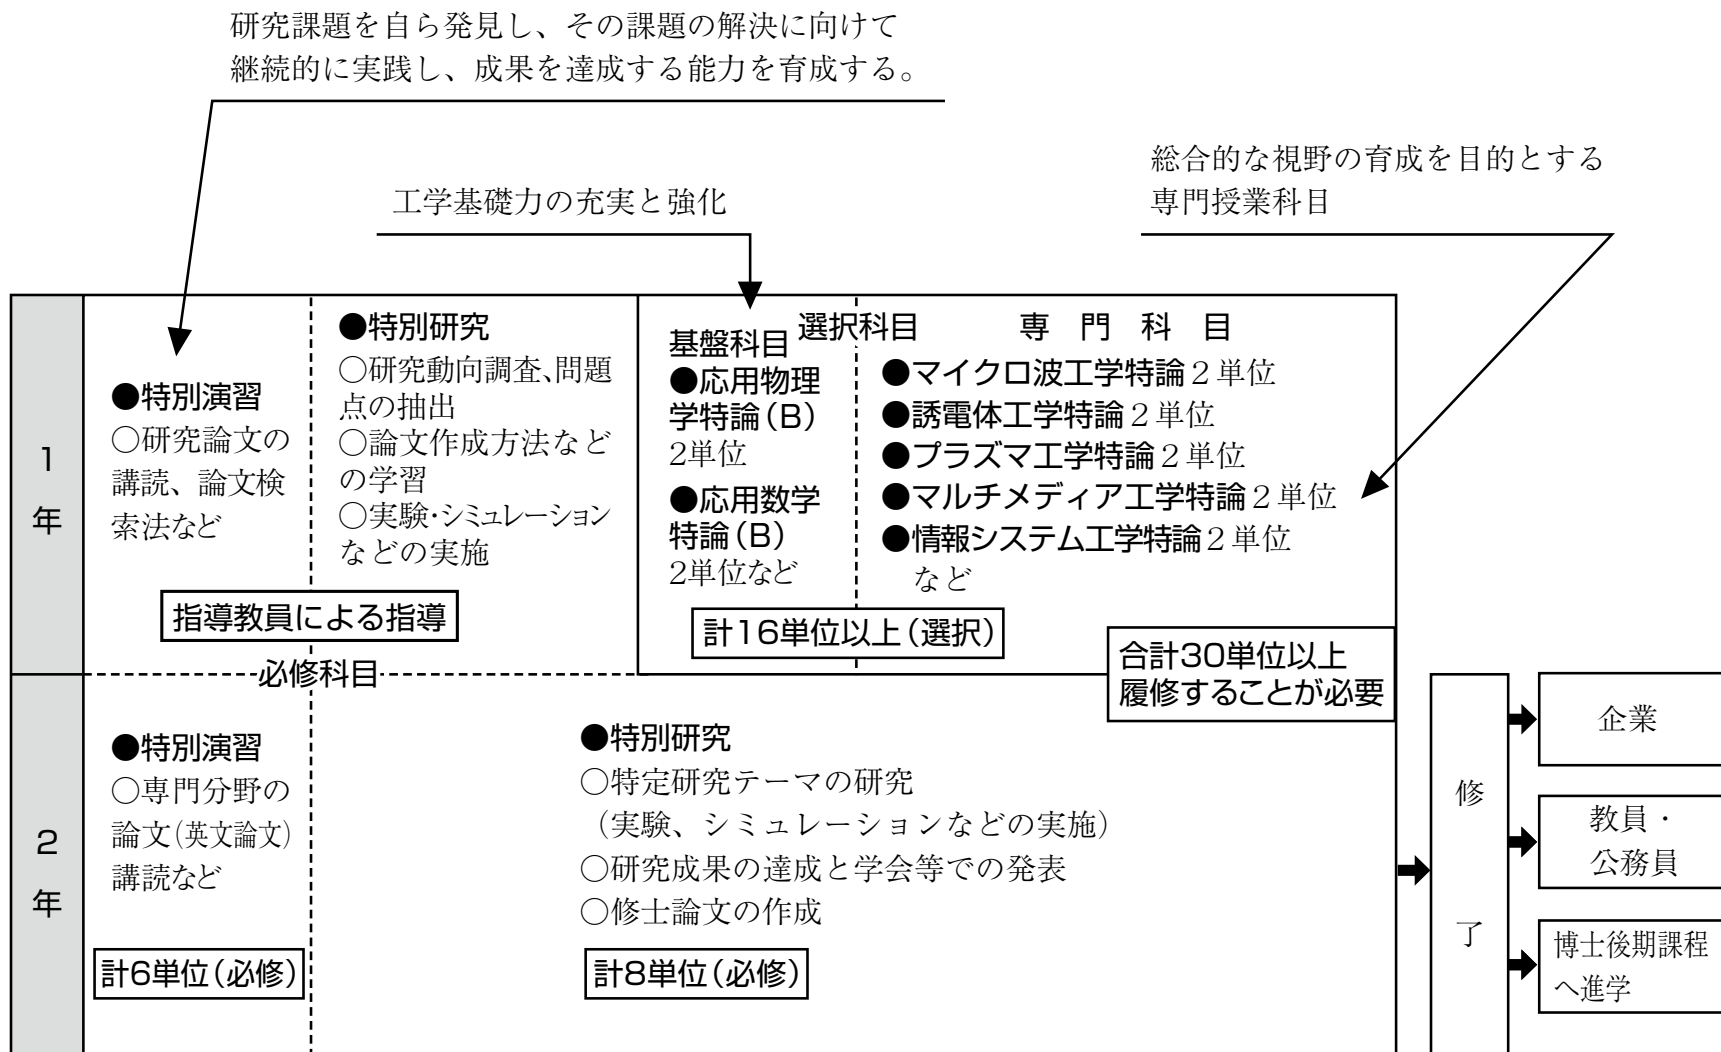 研究課題を自ら発見し、その課題の解決に向けて
継続的に実践し、成果を達成する能力を育成する。
総合的な視野の育成を目的とする
専門授業科目
工学基礎力の充実と強化
1
年
●特別演習
○研究論文の
講読、論文検
索法など
●特別研究
○研究動向調査、問題
点の抽出
○論文作成方法など
の学習
○実験・シミュレーション
などの実施
指導教員による指導
選択科目
基盤科目
●応用物理
学特論(B)
2単位
●応用数学
特論(B)
2単位など
専門科目
●マイクロ波工学特論2単位
●誘電体工学特論2単位
●プラズマ工学特論2単位
●マルチメディア工学特論2単位
●情報システム工学特論2単位
など
計16単位以上(選択)
合計30単位以上
履修することが必要
必修科目
2
年
●特別演習
○専門分野の
論文(英文論文)
講読など
計6単位(必修)
●特別研究
○特定研究テーマの研究
(実験、シミュレーションなどの実施)
○研究成果の達成と学会等での発表
○修士論文の作成
計8単位(必修)
修
了
企業
教員・
公務員
博士後期課程
へ進学